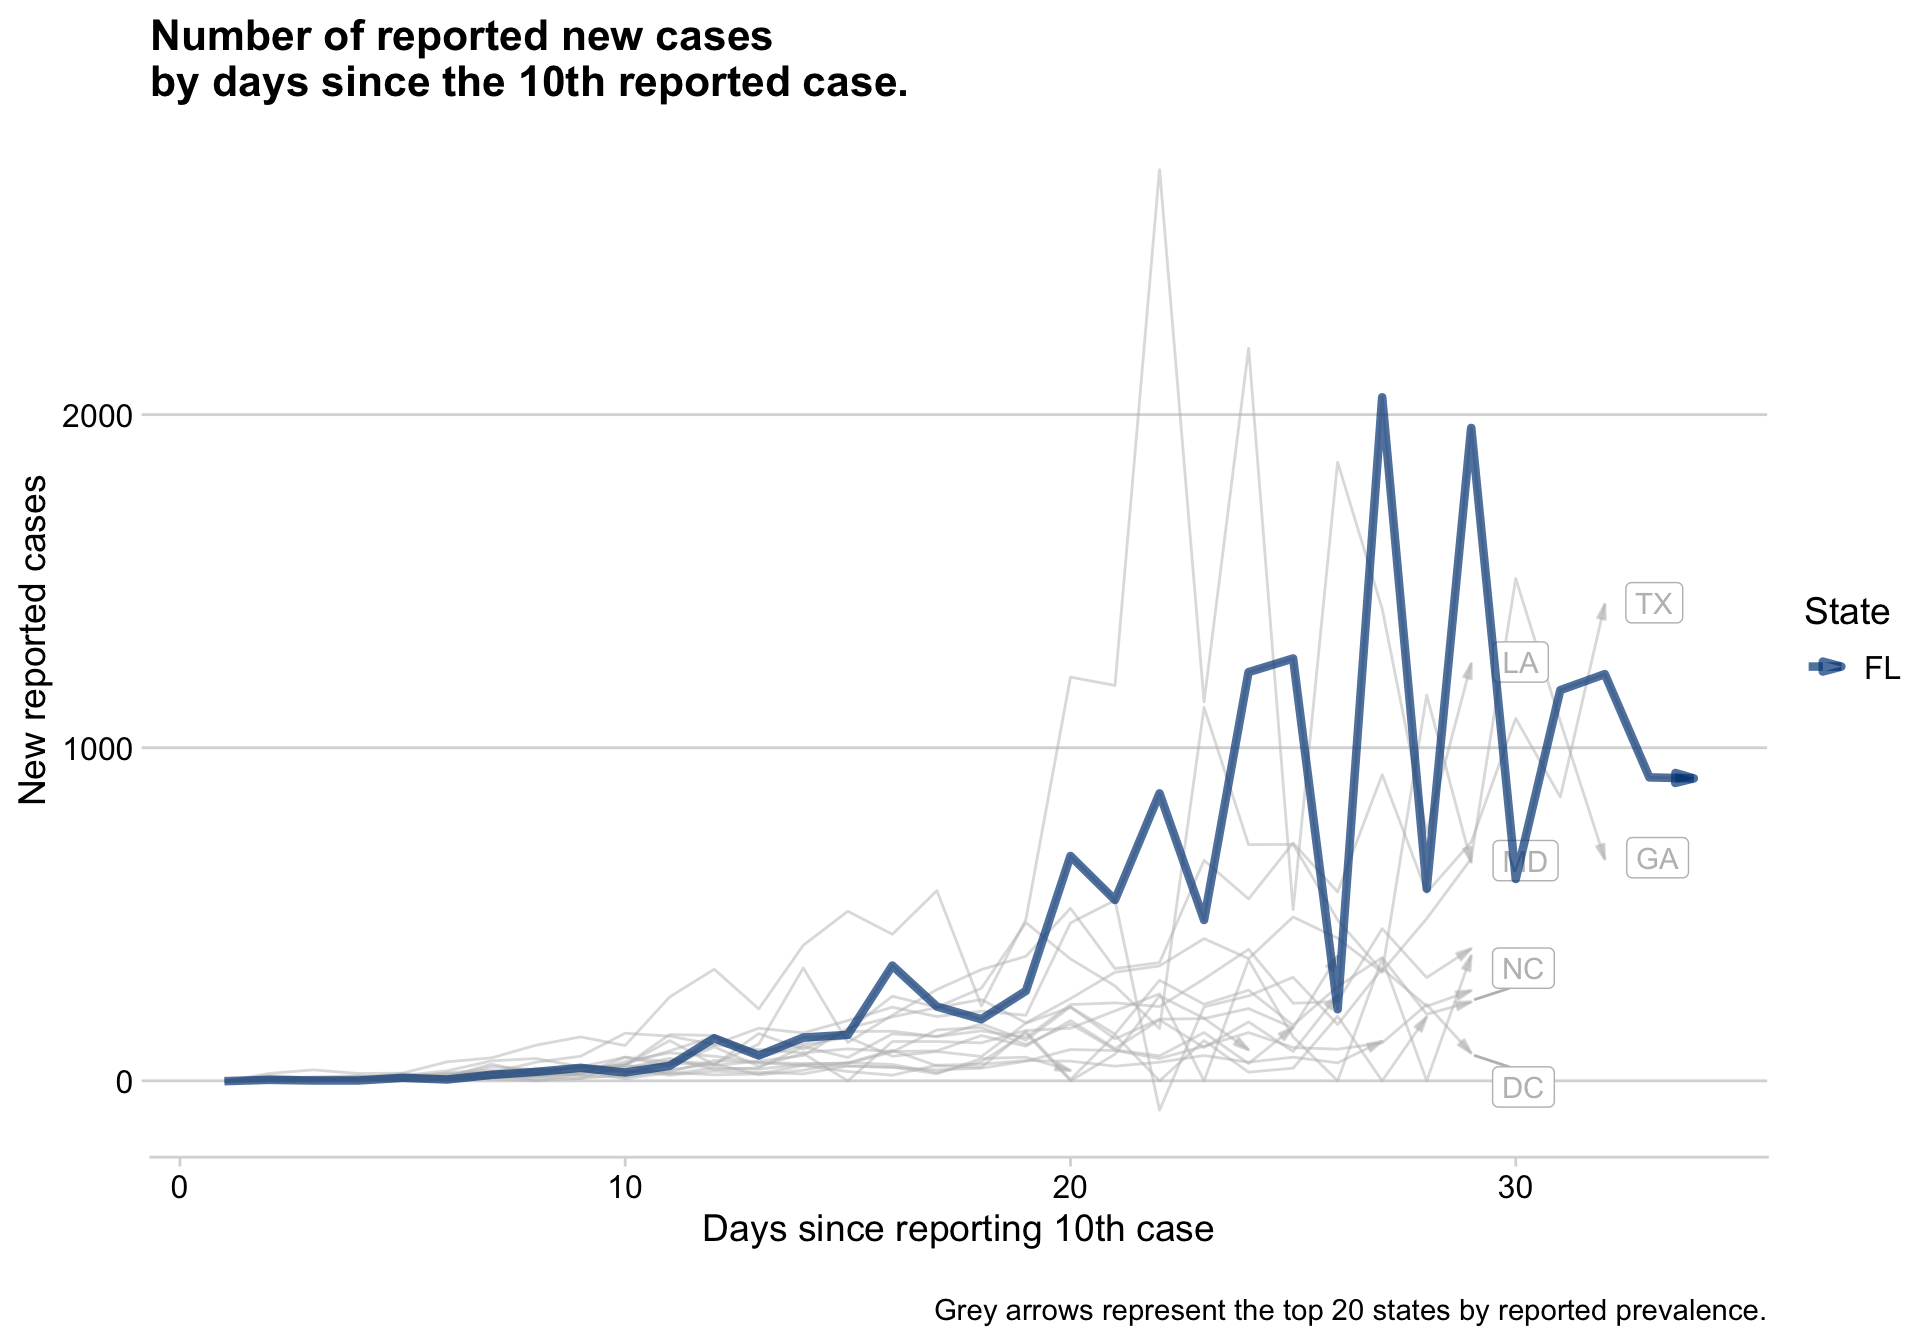 Number of reported new cases
by days since the 10th reported case.
New reported cases
2000
1000
0
TX
LA
GA
NC
DC
State
FL
0
10
20
30
Days since reporting 10th case
Grey arrows represent the top 20 states by reported prevalence.